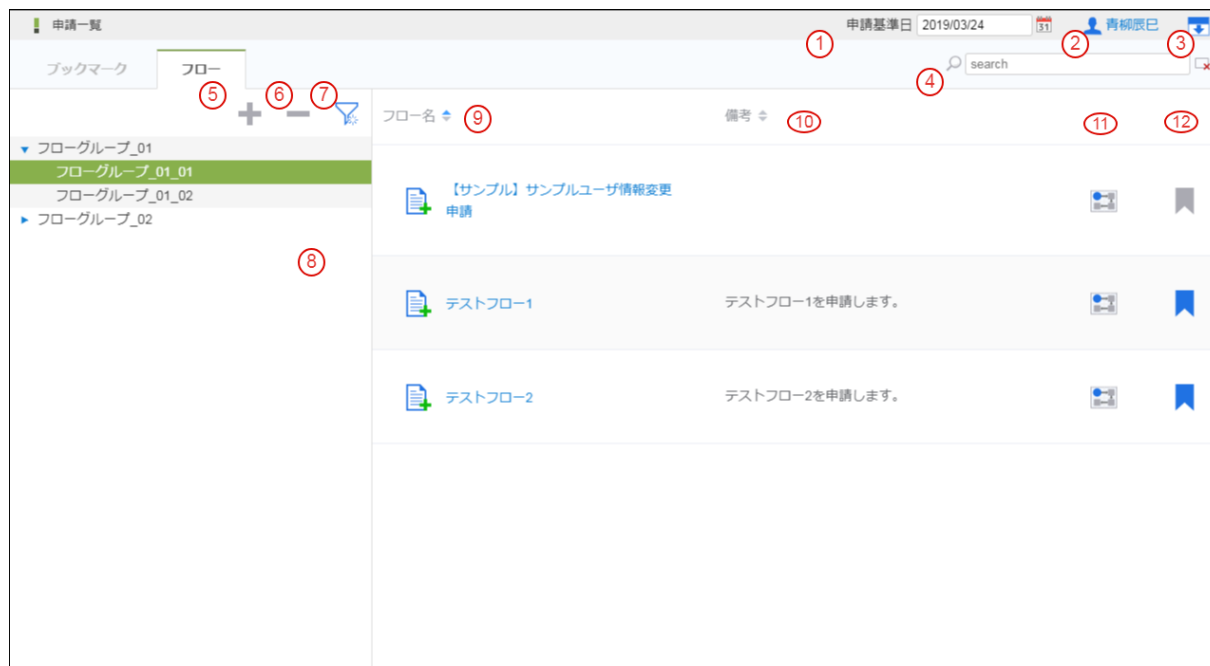 申請一覧
申請基準日 2019/03/24 31 青柳辰巳
① ② ③
ブックマーク フロー search
④
⑤ ⑥ ⑦
フロー名 ⑨ 備考 ⑩ ⑪ ⑫
フローグループ_01
フローグループ_01_01
フローグループ_01_02
フローグループ_02
⑧
【サンプル】サンプルユーザ情報変更
申請
テストフロー1 テストフロー1を申請します。
テストフロー2 テストフロー2を申請します。